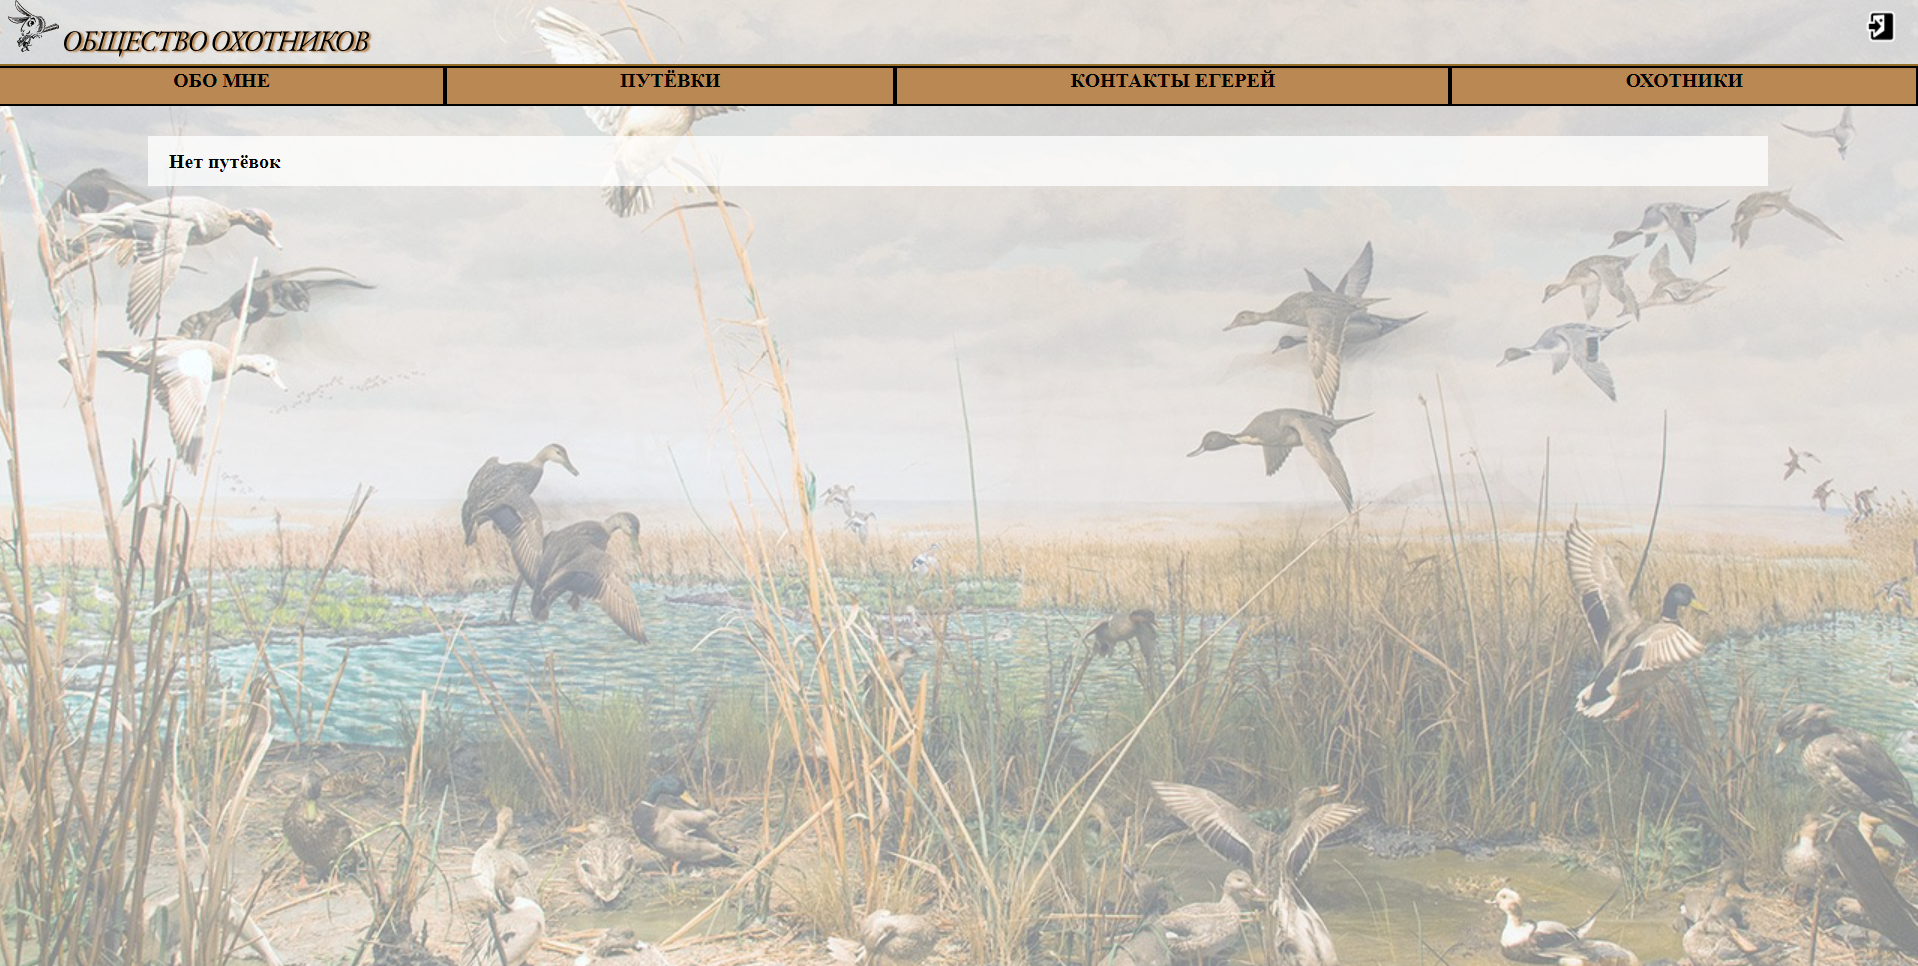 ОБЩЕСТВО ОХОТНИКОВ
ОБО МНЕ
ПУТЁВКИ
КОНТАКТЫ ЕГЕРЕЙ
ОХОТНИКИ
Нет путёвок